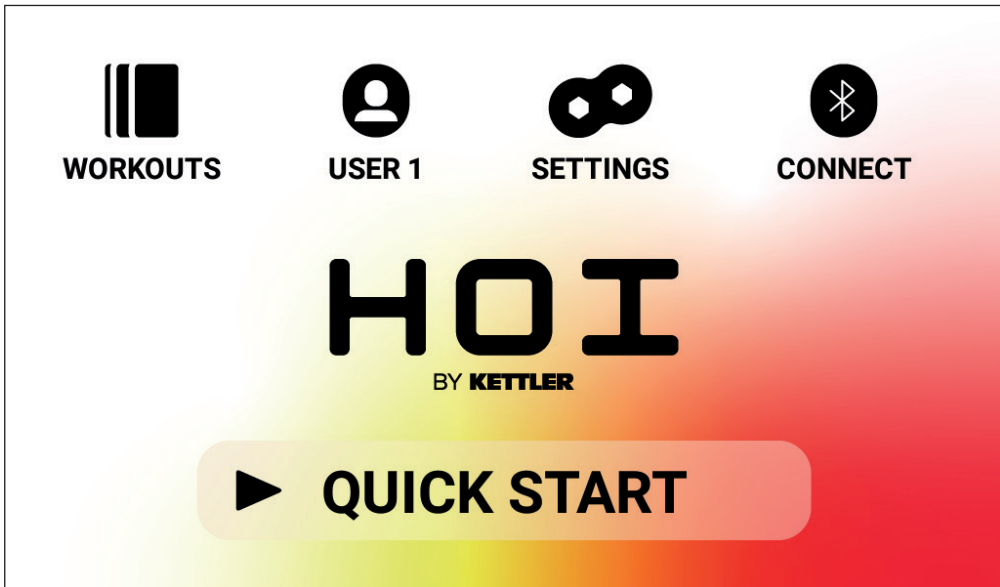 WORKOUTS USER 1 SETTINGS CONNECT
HOI
BY KETTLER
QUICK START